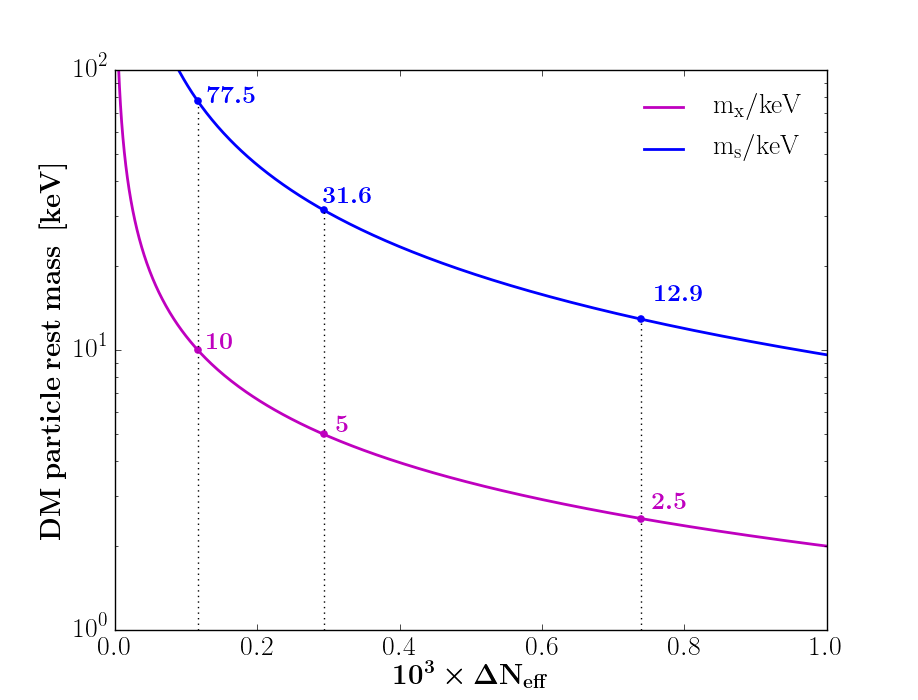 DM particle rest mass [keV]
10²
10¹
10⁰
mₓ/keV
mₛ/keV
77.5
31.6
12.9
10
5
2.5
0.0 0.2 0.4 0.6 0.8 1.0
10³ × ΔN_eff